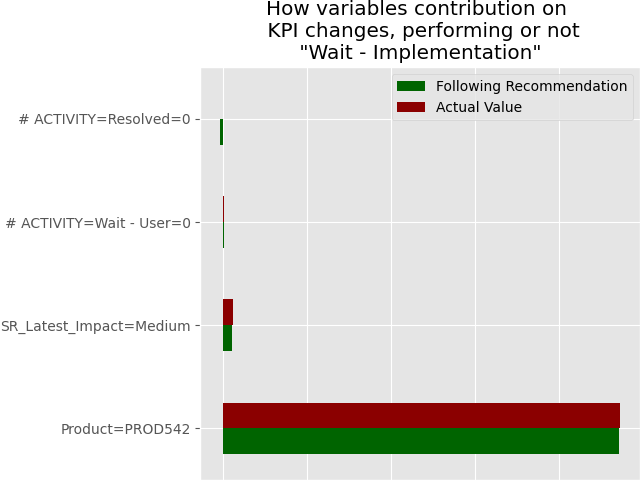 How variables contribution on
KPI changes, performing or not
"Wait - Implementation"
Following Recommendation
Actual Value
# ACTIVITY=Resolved=0
# ACTIVITY=Wait - User=0
SR_Latest_Impact=Medium
Product=PROD542